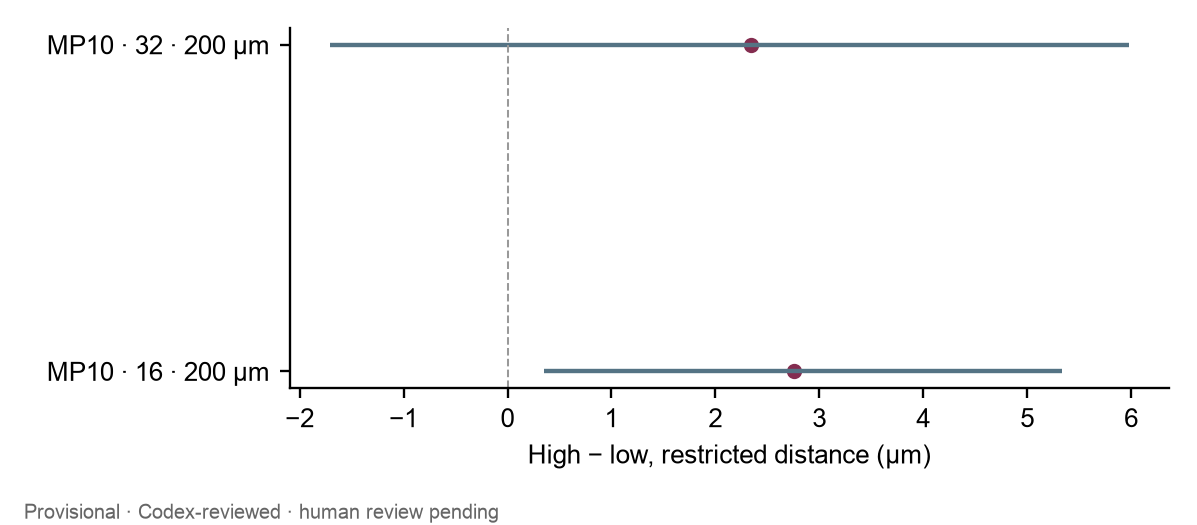 MP10 · 32 · 200 µm
MP10 · 16 · 200 µm
−2 −1 0 1 2 3 4 5 6
High − low, restricted distance (µm)
Provisional · Codex-reviewed · human review pending